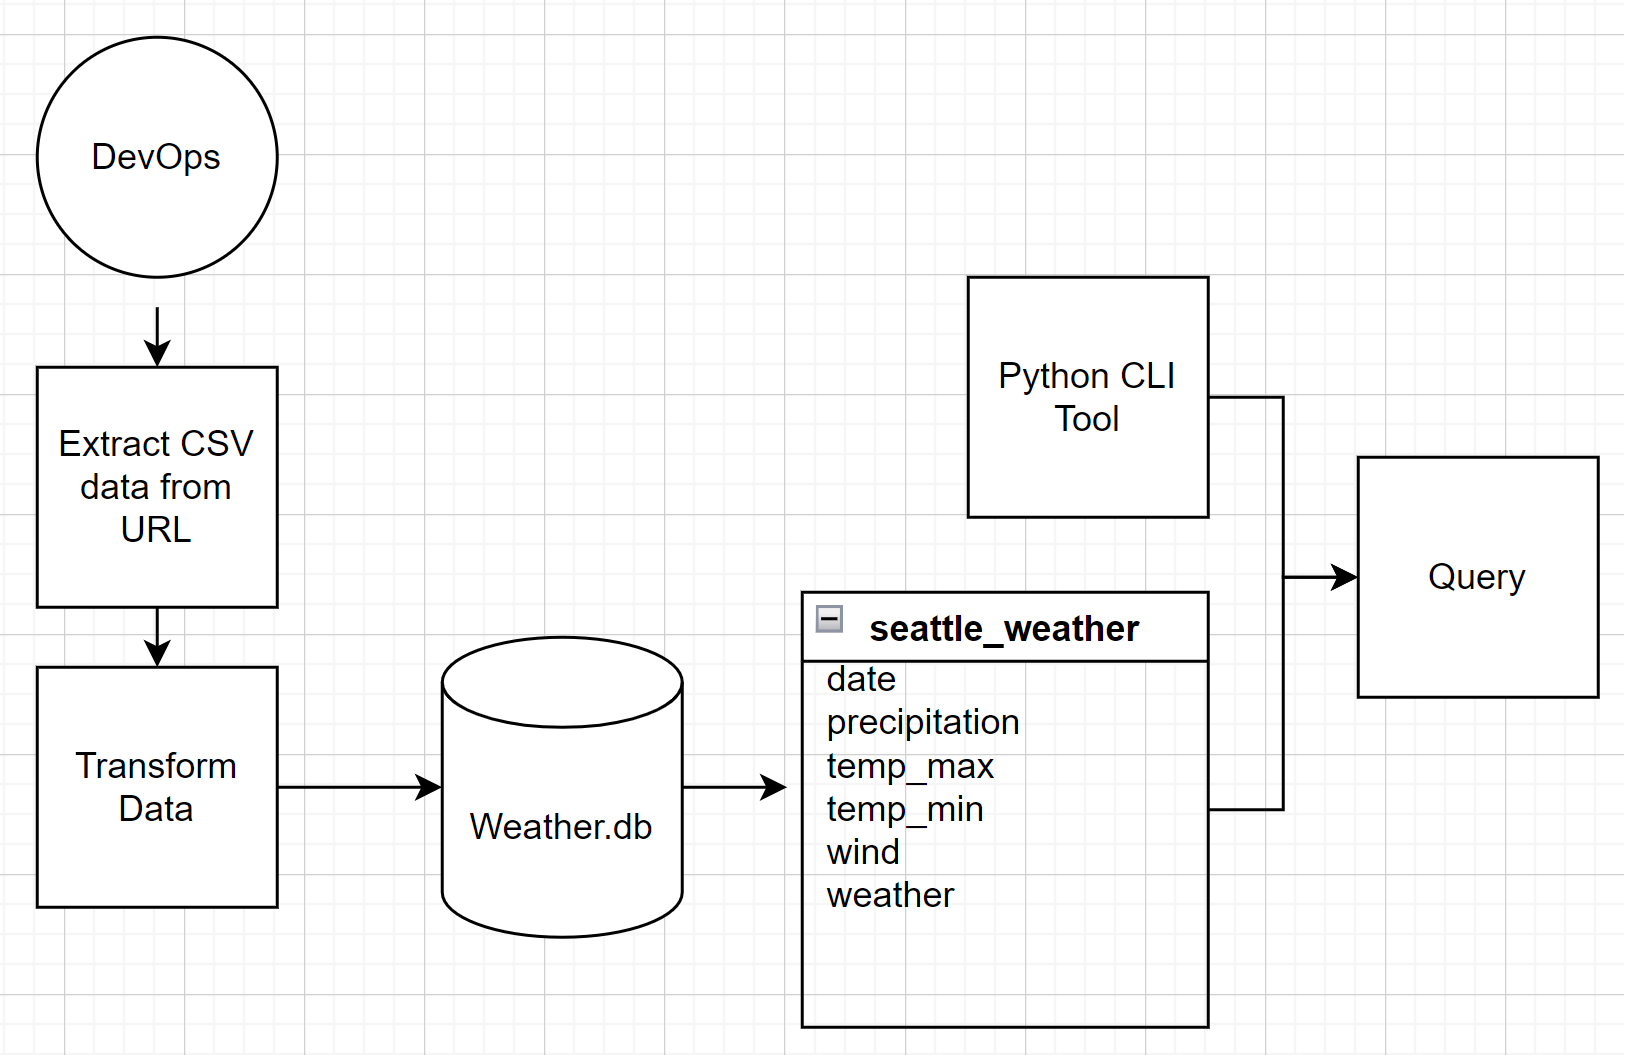 DevOps
Extract CSV
data from
URL
Transform
Data
Weather.db
Python CLI
Tool
seattle_weather
date
precipitation
temp_max
temp_min
wind
weather
Query